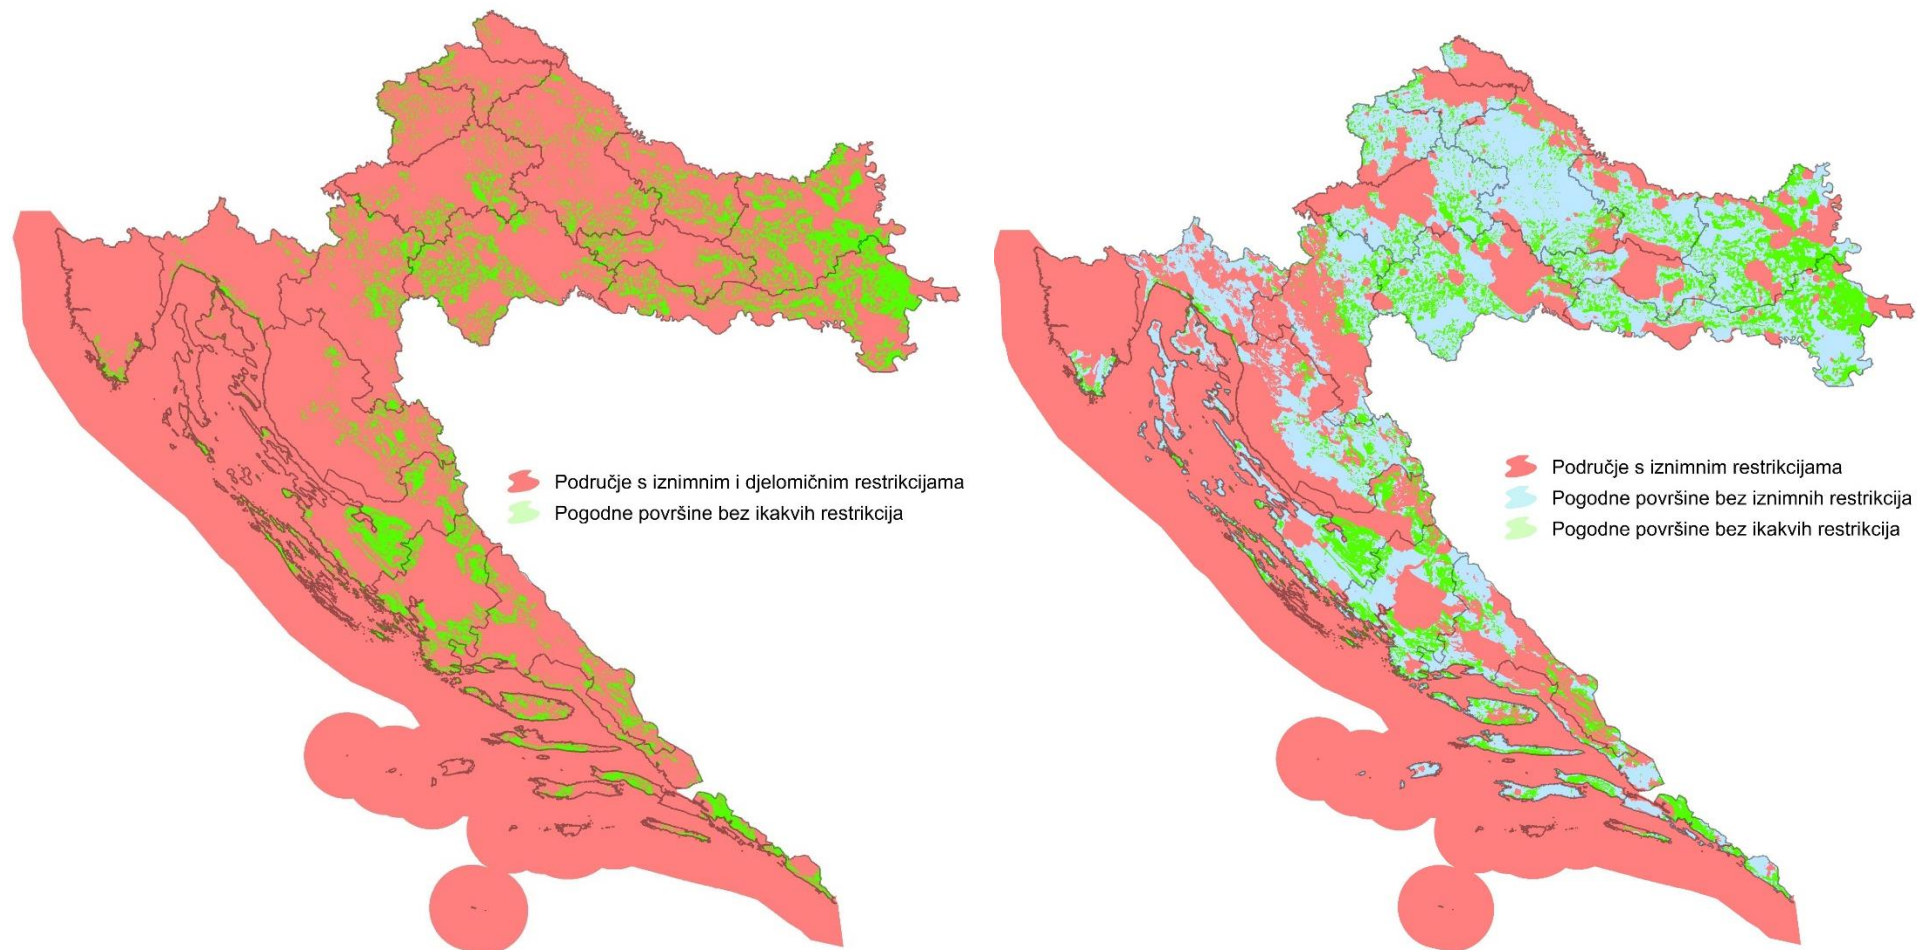 Područje s iznimnim i djelomičnim restrikcijama
Pogodne površine bez ikakvih restrikcija
Područje s iznimnim restrikcijama
Pogodne površine bez iznimnih restrikcija
Pogodne površine bez ikakvih restrikcija